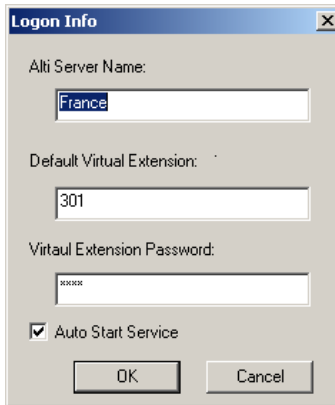 Logon Info
Alti Server Name:
France
Default Virtual Extension:
301
Virtaul Extension Password:
****
Auto Start Service
OK Cancel